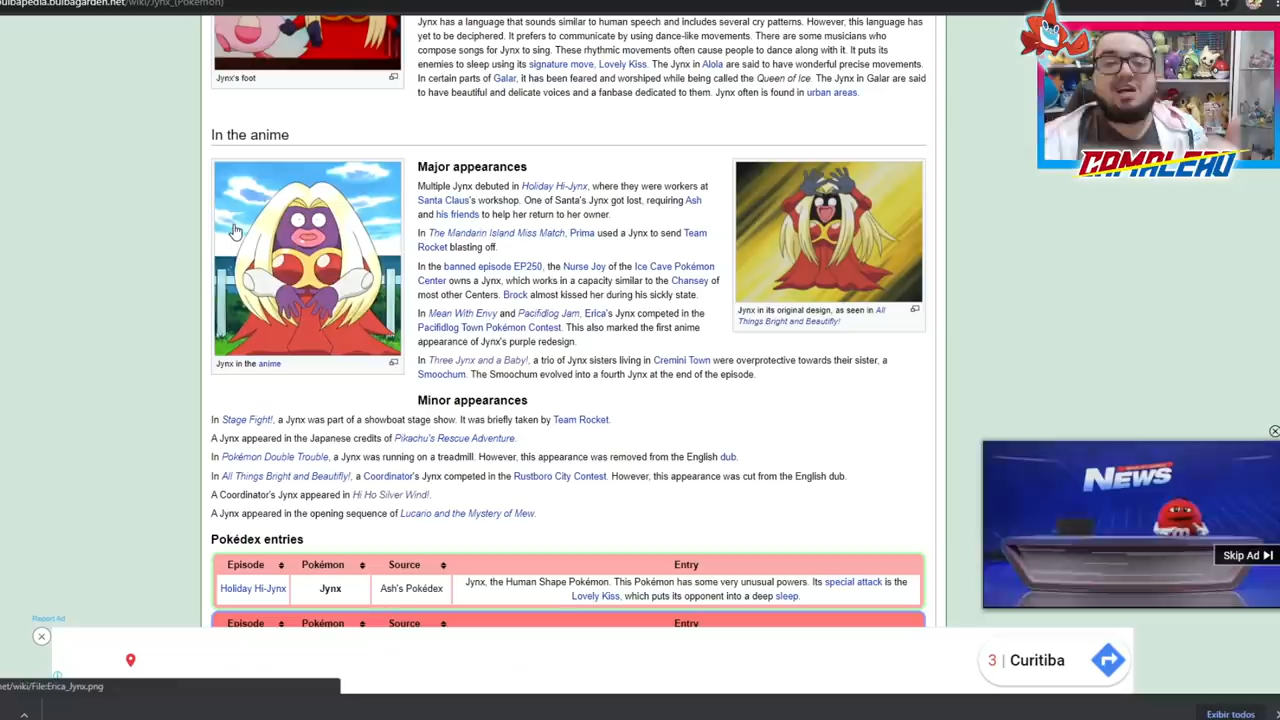 bulbapedia.bulbagarden.net/wiki/Jynx_(Pokémon)
Jynx has a language that sounds similar to human speech and includes several cry patterns. However, this language has
yet to be deciphered. It prefers to communicate by using dance-like movements. There are some musicians who
compose songs for Jynx to sing. These rhythmic movements often cause people to dance along with it. It puts its
enemies to sleep using its signature move, Lovely Kiss. The Jynx in Alola are said to have wonderful precise movements.
In certain parts of Galar, it has been feared and worshiped while being called the Queen of Ice. The Jynx in Galar are said
to have beautiful and delicate voices and a fanbase dedicated to them. Jynx often is found in urban areas.
Jynx's foot
CAMALEAO
In the anime
Major appearances
Multiple Jynx debuted in Holiday Hi-Jynx, where they were workers at
Santa Claus's workshop. One of Santa's Jynx got lost, requiring Ash
and his friends to help her return to her owner.
In The Mandarin Island Miss Match, Prima used a Jynx to send Team
Rocket blasting off.
In the banned episode EP250, the Nurse Joy of the Ice Cave Pokémon
Center owns a Jynx, which works in a capacity similar to the Chansey of
most other Centers. Brock almost kissed her during his sickly state.
In Mean With Envy and Pacifidlog Jam, Erica's Jynx competed in the
Pacifidlog Town Pokémon Contest. This also marked the first anime
appearance of Jynx's purple redesign.
In Three Jynx and a Baby!, a trio of Jynx sisters living in Cremini Town were overprotective towards their sister, a
Smoochum. The Smoochum evolved into a fourth Jynx at the end of the episode.
Jynx in the anime
Jynx in its original design, as seen in All
Things Bright and Beautifly!
Minor appearances
In Stage Fight!, a Jynx was part of a showboat stage show. It was briefly taken by Team Rocket.
A Jynx appeared in the Japanese credits of Pikachu's Rescue Adventure.
In Pokémon Double Trouble, a Jynx was running on a treadmill. However, this appearance was removed from the English dub.
In All Things Bright and Beautifly!, a Coordinator's Jynx competed in the Rustboro City Contest. However, this appearance was cut from the English dub.
A Coordinator's Jynx appeared in Hi Ho Silver Wind!.
A Jynx appeared in the opening sequence of Lucario and the Mystery of Mew.
Pokédex entries
Episode Pokémon Source Entry
Holiday Hi-Jynx Jynx Ash's Pokédex Jynx, the Human Shape Pokémon. This Pokémon has some very unusual powers. Its special attack is the
Lovely Kiss, which puts its opponent into a deep sleep.
Episode Pokémon Source Entry
NEWS
Skip Ad
Report Ad
3 | Curitiba
net/wiki/File:Erica_Jynx.png
Exibir todos